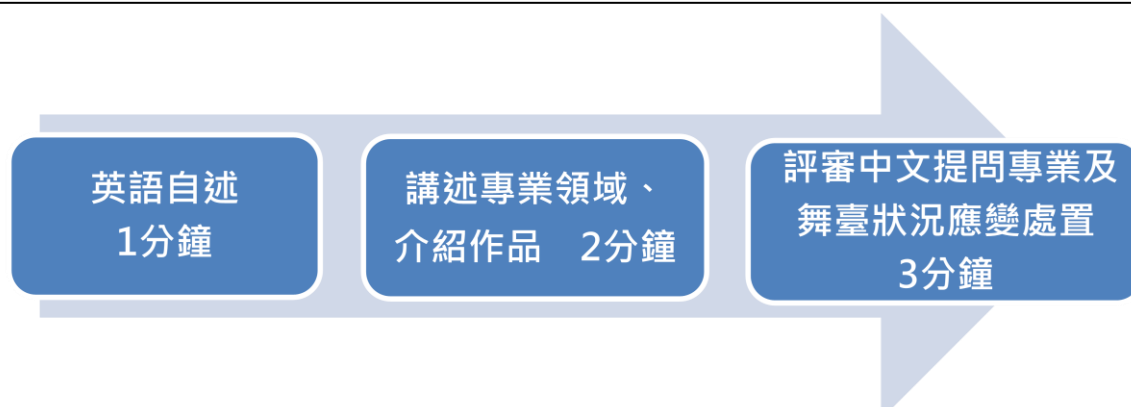 英語自述
1分鐘
講述專業領域、
介紹作品　2分鐘
評審中文提問專業及
舞臺狀況應變處置
3分鐘